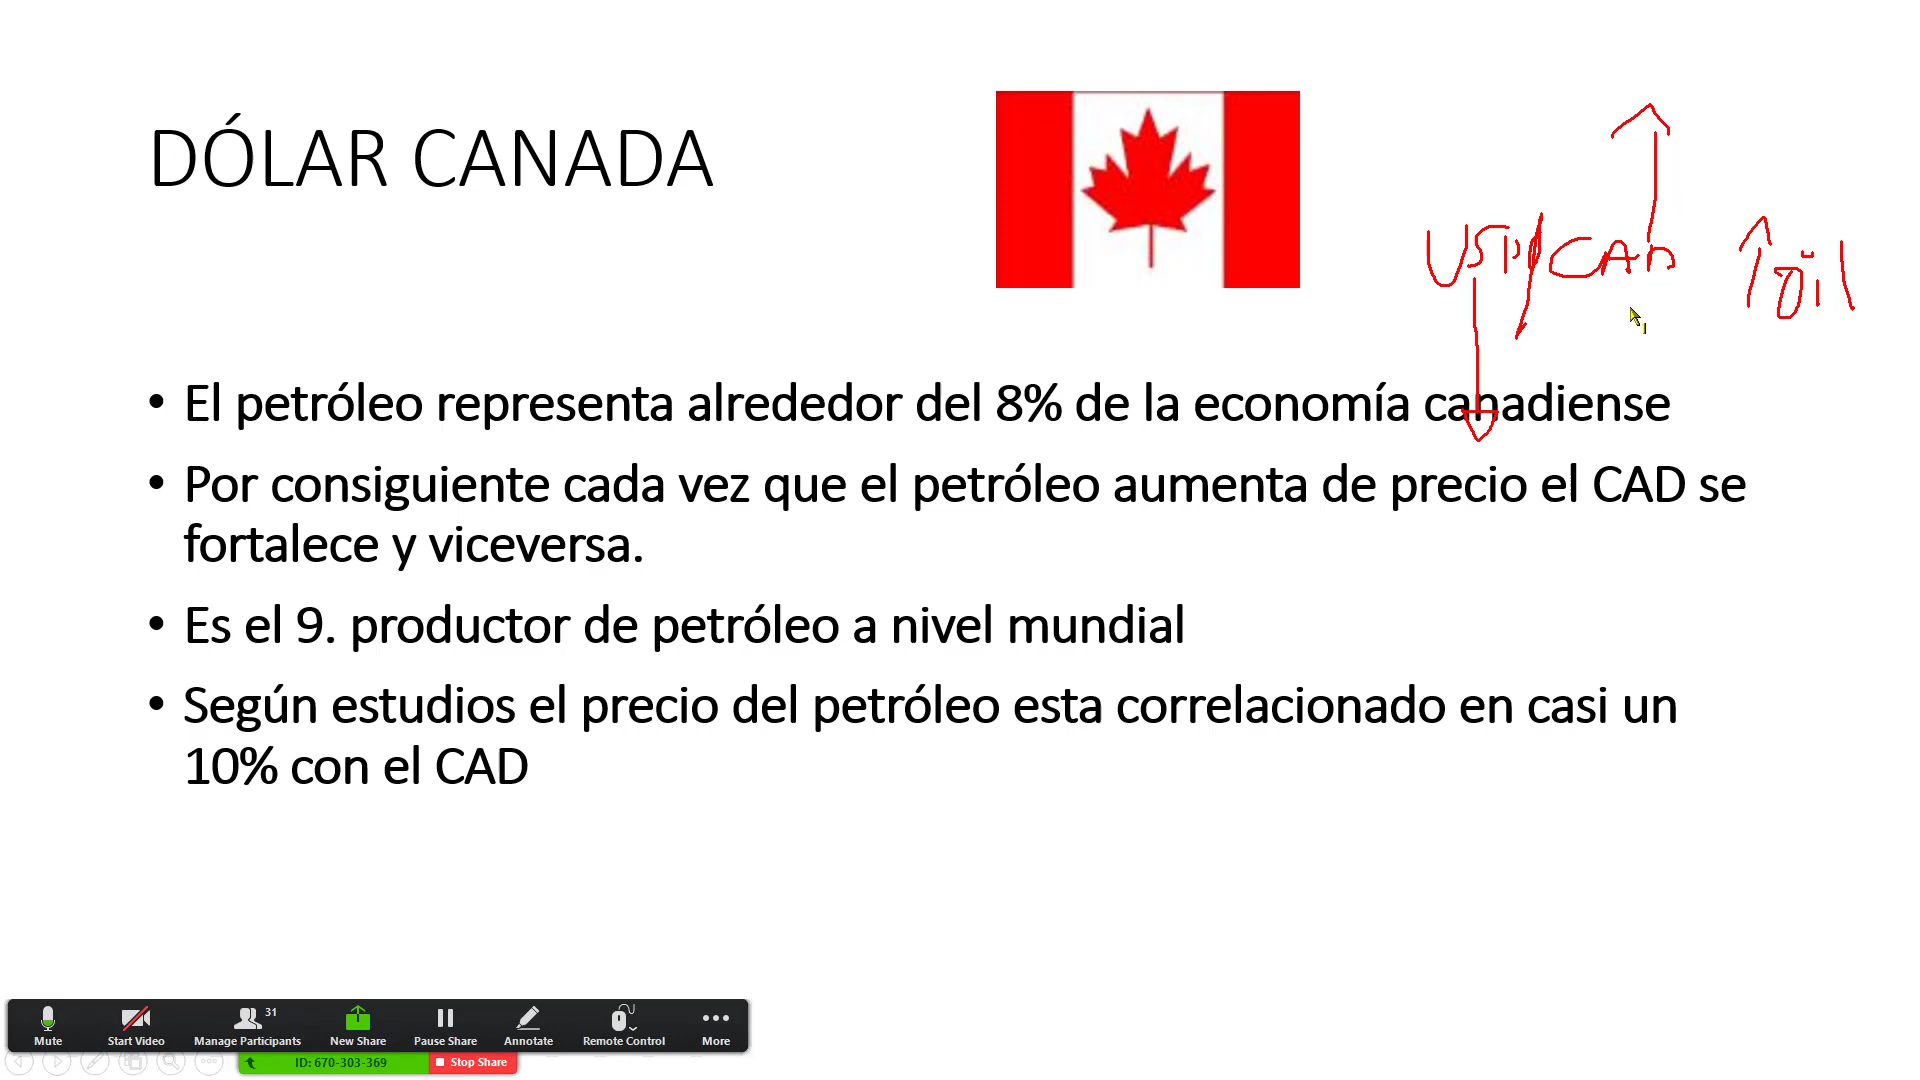 DÓLAR CANADA
USD/CAD
oil
• El petróleo representa alrededor del 8% de la economía canadiense
• Por consiguiente cada vez que el petróleo aumenta de precio el CAD se
fortalece y viceversa.
• Es el 9. productor de petróleo a nivel mundial
• Según estudios el precio del petróleo esta correlacionado en casi un
10% con el CAD
31
Mute Start Video Manage Participants New Share Pause Share Annotate Remote Control More
ID: 670-303-369 Stop Share